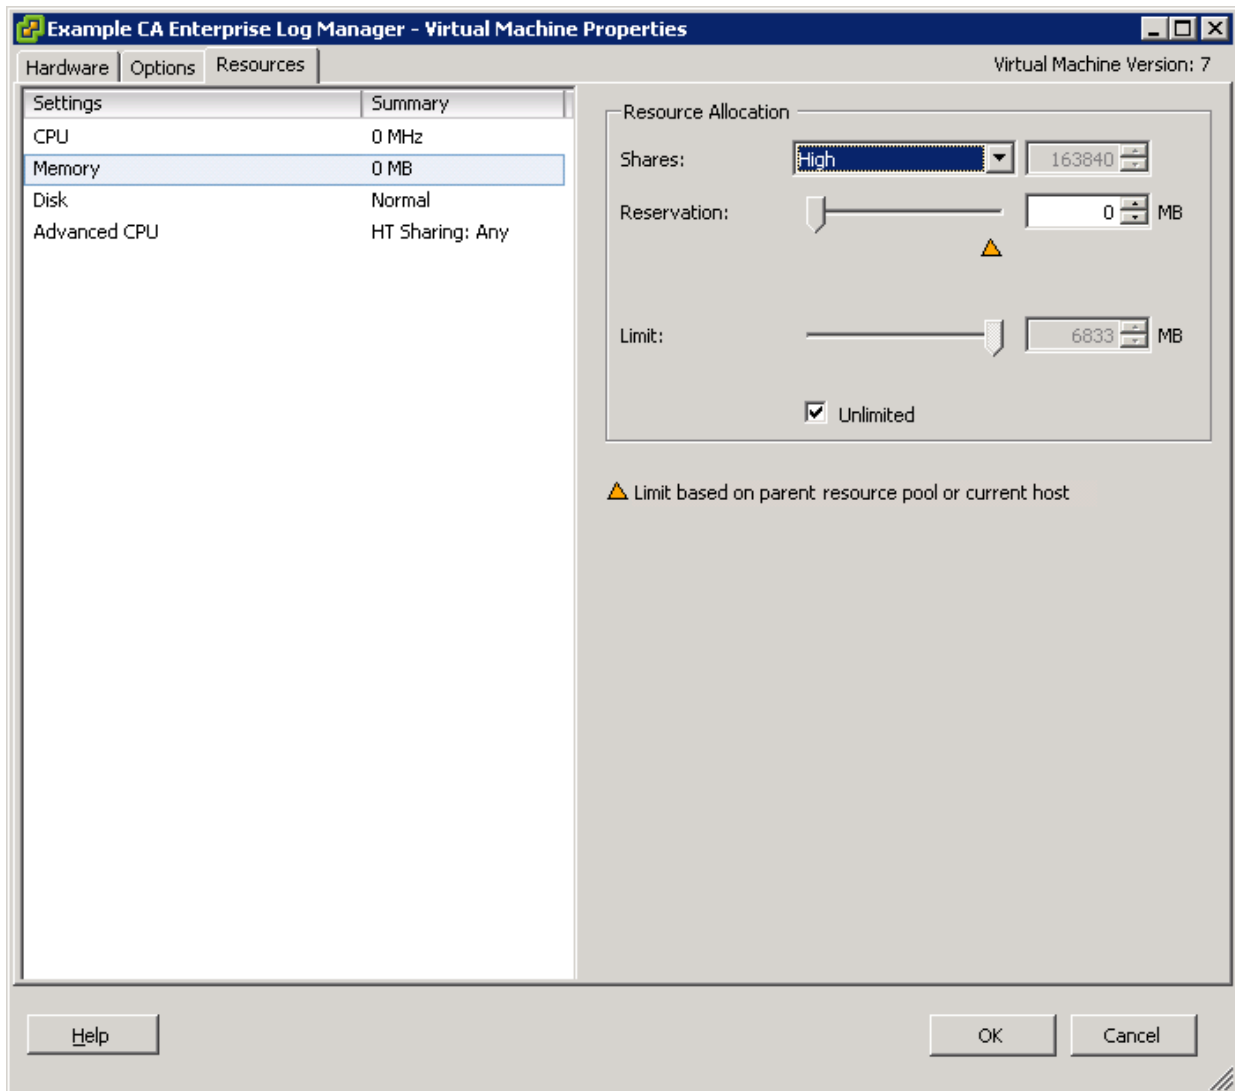 Example CA Enterprise Log Manager - Virtual Machine Properties
Hardware Options Resources Virtual Machine Version: 7
Settings Summary
CPU 0 MHz
Memory 0 MB
Disk Normal
Advanced CPU HT Sharing: Any
Resource Allocation
Shares: High 163840
Reservation: 0 MB
Limit: 6833 MB
Unlimited
Limit based on parent resource pool or current host
Help OK Cancel